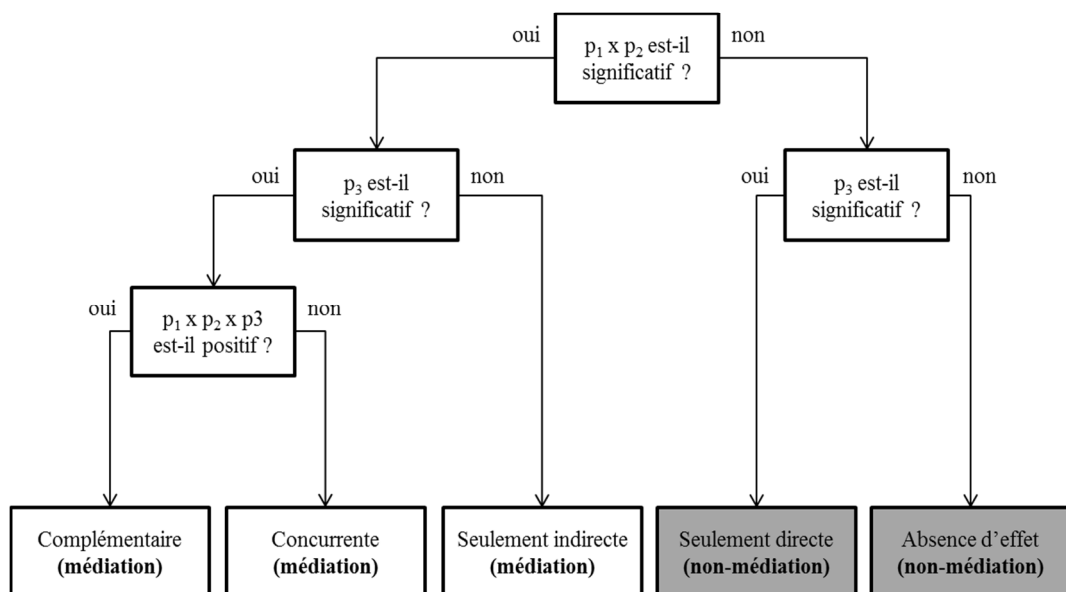 oui
p₁ x p₂ est-il
significatif ?
non
oui
p₃ est-il
significatif ?
non
oui
p₃ est-il
significatif ?
non
oui
p₁ x p₂ x p3
est-il positif ?
non
Complémentaire
(médiation)
Concurrente
(médiation)
Seulement indirecte
(médiation)
Seulement directe
(non-médiation)
Absence d’effet
(non-médiation)